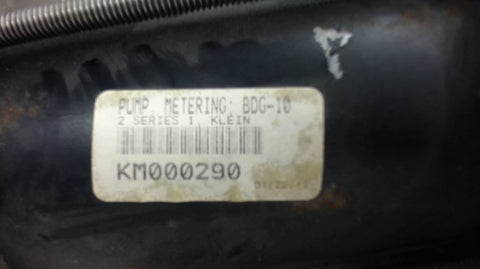 PUMP, METERING: BDG-10
2 SERIES 1, KLEIN
KM000290